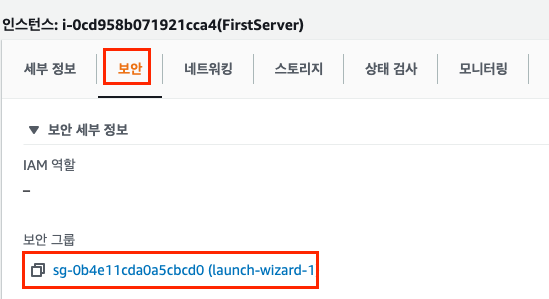 인스턴스: i-0cd958b071921cca4(FirstServer)
세부 정보 보안 네트워킹 스토리지 상태 검사 모니터링
▼ 보안 세부 정보
IAM 역할
–
보안 그룹
sg-0b4e11cda0a5cbcd0 (launch-wizard-1